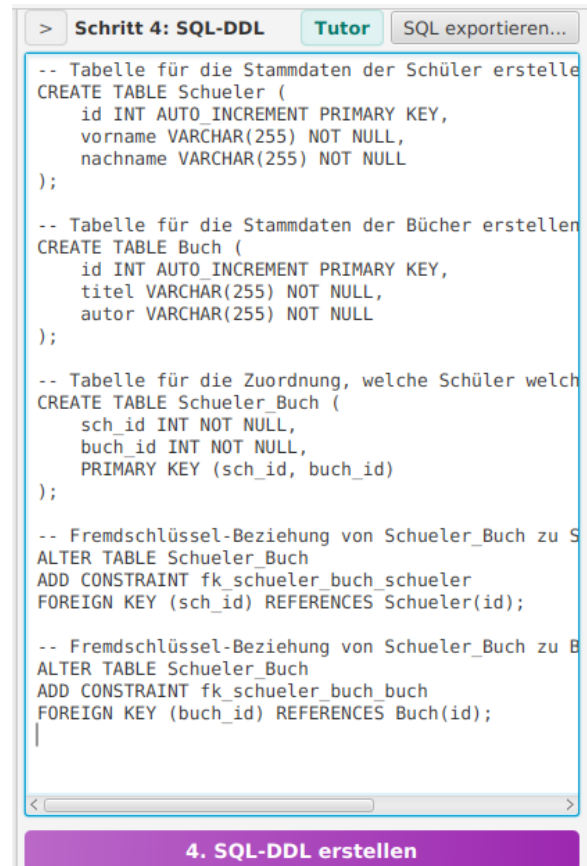 > Schritt 4: SQL-DDL Tutor SQL exportieren...
-- Tabelle für die Stammdaten der Schüler erstelle
CREATE TABLE Schueler (
    id INT AUTO_INCREMENT PRIMARY KEY,
    vorname VARCHAR(255) NOT NULL,
    nachname VARCHAR(255) NOT NULL
);
-- Tabelle für die Stammdaten der Bücher erstellen
CREATE TABLE Buch (
    id INT AUTO_INCREMENT PRIMARY KEY,
    titel VARCHAR(255) NOT NULL,
    autor VARCHAR(255) NOT NULL
);
-- Tabelle für die Zuordnung, welche Schüler welch
CREATE TABLE Schueler_Buch (
    sch_id INT NOT NULL,
    buch_id INT NOT NULL,
    PRIMARY KEY (sch_id, buch_id)
);
-- Fremdschlüssel-Beziehung von Schueler_Buch zu S
ALTER TABLE Schueler_Buch
ADD CONSTRAINT fk_schueler_buch_schueler
FOREIGN KEY (sch_id) REFERENCES Schueler(id);
-- Fremdschlüssel-Beziehung von Schueler_Buch zu B
ALTER TABLE Schueler_Buch
ADD CONSTRAINT fk_schueler_buch_buch
FOREIGN KEY (buch_id) REFERENCES Buch(id);
4. SQL-DDL erstellen